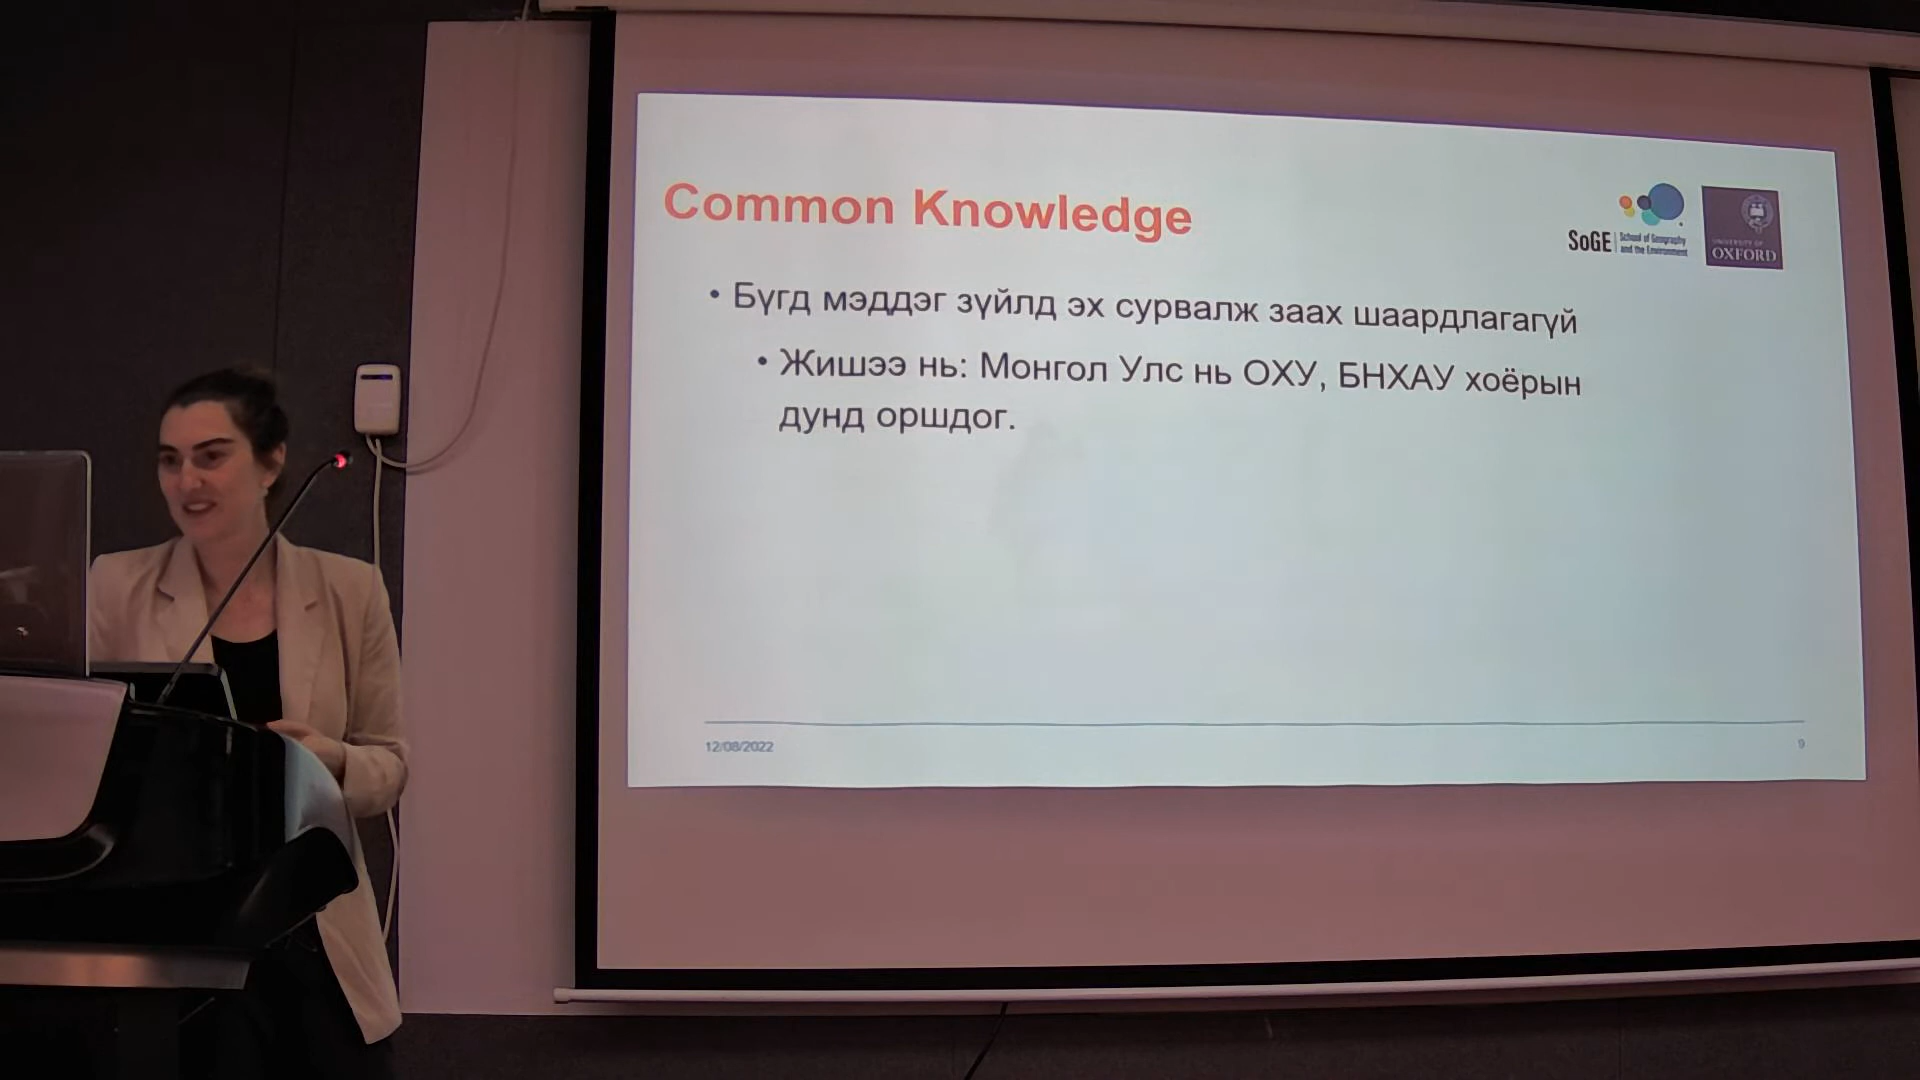 Common Knowledge
SoGE
School of Geography
and the Environment
UNIVERSITY OF
OXFORD
• Бүгд мэддэг зүйлд эх сурвалж заах шаардлагагүй
• Жишээ нь: Монгол Улс нь ОХУ, БНХАУ хоёрын
дунд оршдог.
12/08/2022
9